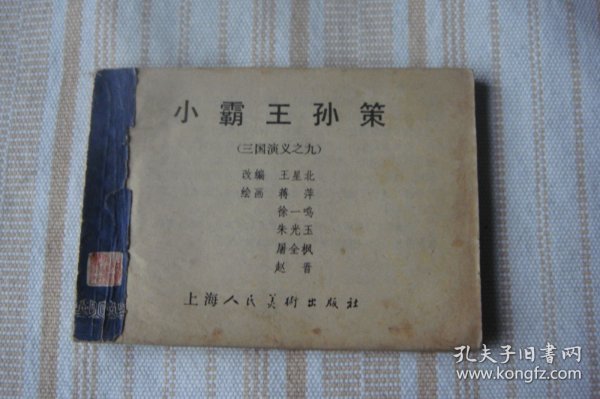 小霸王孙策
(三国演义之九)
改编 王星北
绘画 蒋萍
徐一鸣
朱光玉
屠全枫
赵晋
上海人民美術出版社
孔夫子旧书网
www.kongfz.com